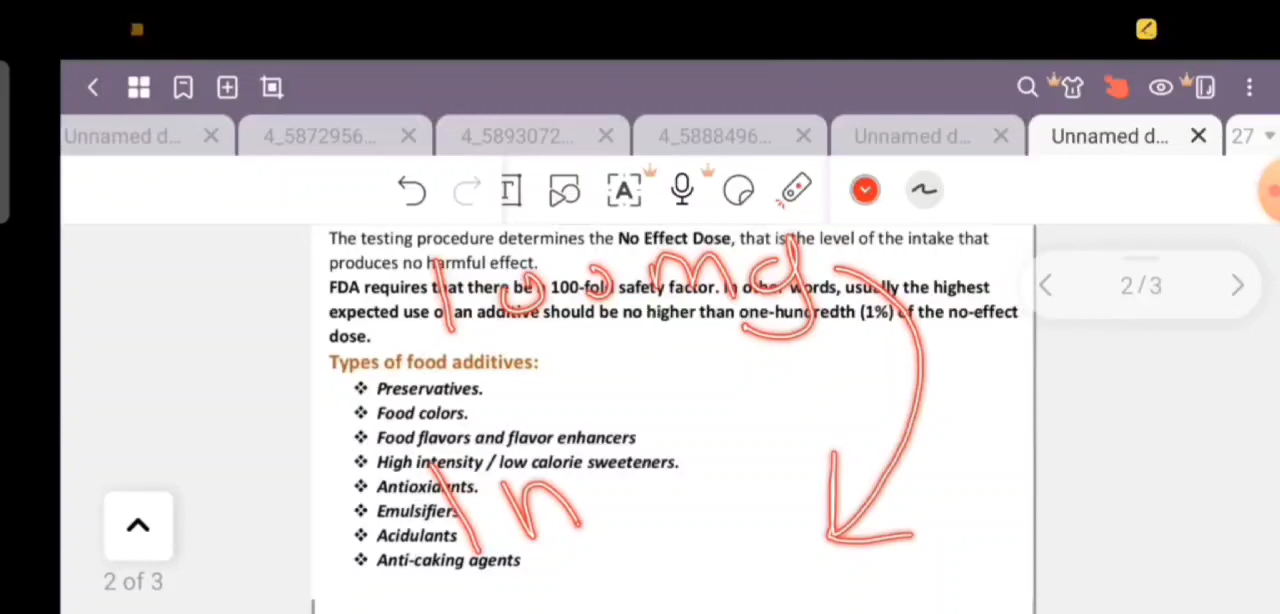 Unnamed d...
4_5872956...
4_5893072...
4_5888496...
Unnamed d...
Unnamed d...
27
The testing procedure determines the No Effect Dose, that is the level of the intake that
produces no harmful effect.
FDA requires that there be a 100-fold safety factor. In other words, usually the highest
expected use of an additive should be no higher than one-hundredth (1%) of the no-effect
dose.
100mg
Types of food additives:
❖ Preservatives.
❖ Food colors.
❖ Food flavors and flavor enhancers
❖ High intensity / low calorie sweeteners.
❖ Antioxidants.
❖ Emulsifiers
❖ Acidulants
❖ Anti-caking agents
2/3
2 of 3